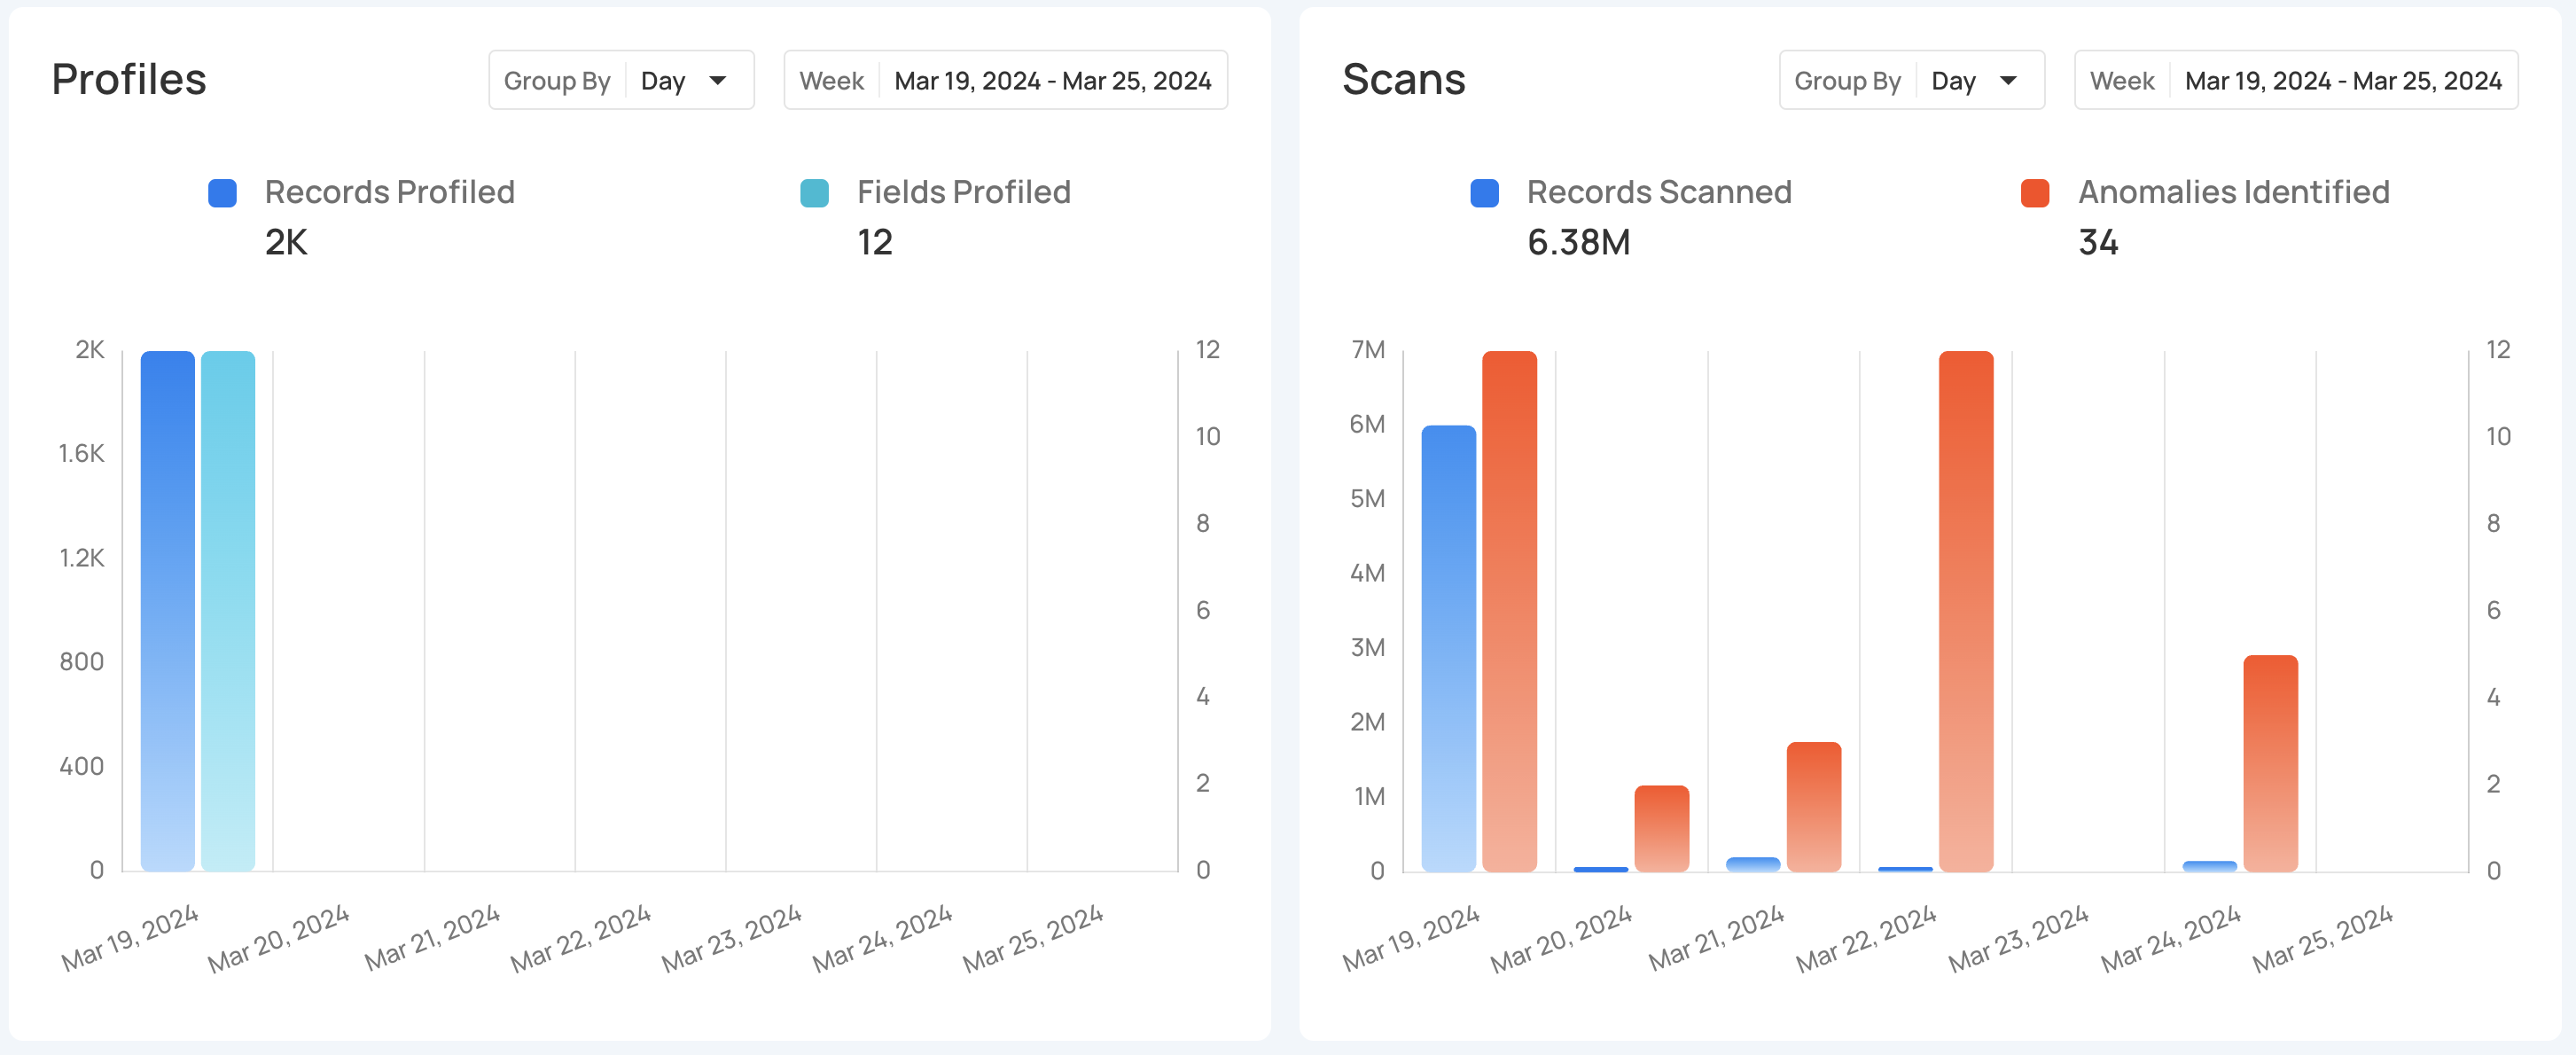 Profiles
Group By Day
Week Mar 19, 2024 - Mar 25, 2024
Records Profiled
2K
Fields Profiled
12
2K
1.6K
1.2K
800
400
0
12
10
8
6
4
2
0
Mar 19, 2024
Mar 20, 2024
Mar 21, 2024
Mar 22, 2024
Mar 23, 2024
Mar 24, 2024
Mar 25, 2024
Scans
Group By Day
Week Mar 19, 2024 - Mar 25, 2024
Records Scanned
6.38M
Anomalies Identified
34
7M
6M
5M
4M
3M
2M
1M
0
12
10
8
6
4
2
0
Mar 19, 2024
Mar 20, 2024
Mar 21, 2024
Mar 22, 2024
Mar 23, 2024
Mar 24, 2024
Mar 25, 2024